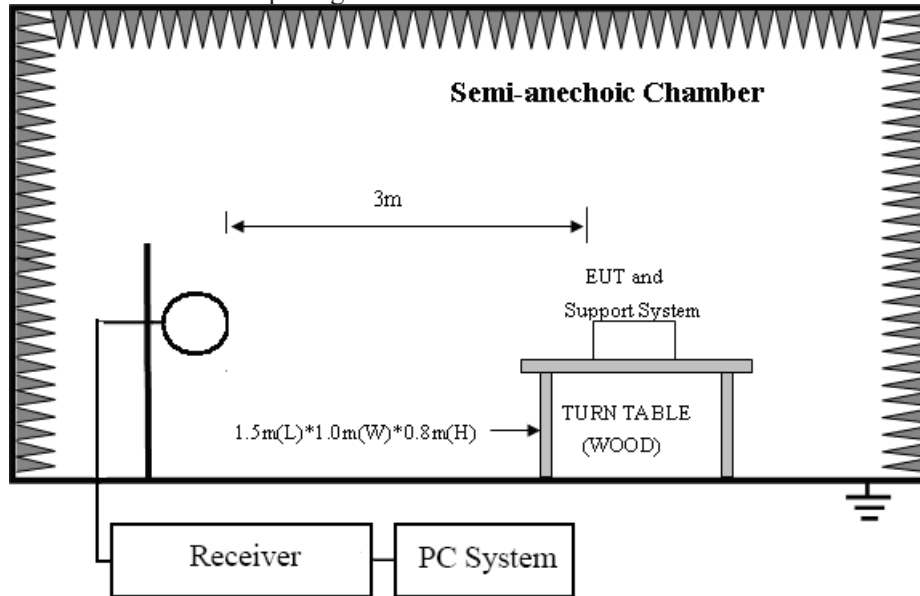 Semi-anechoic Chamber
3m
EUT and
Support System
1.5m(L)*1.0m(W)*0.8m(H)
TURN TABLE
(WOOD)
Receiver
PC System